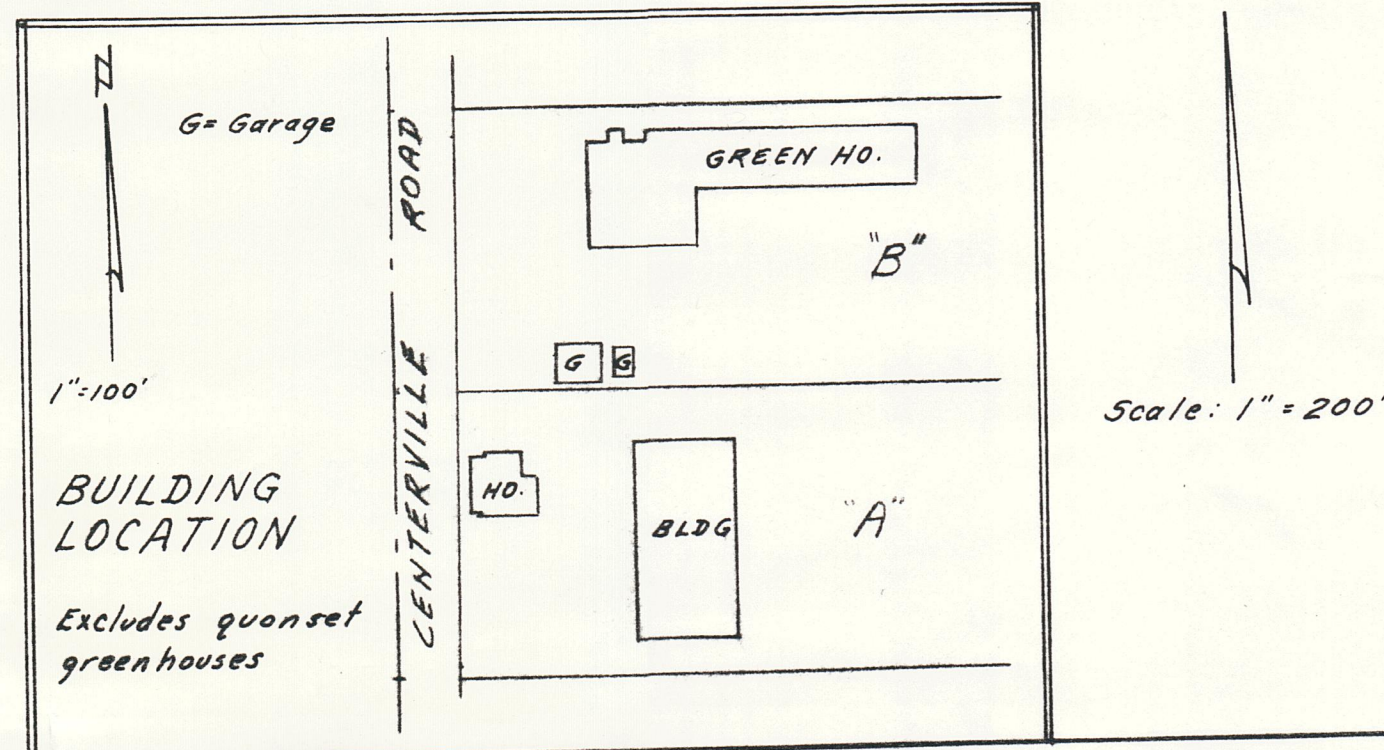 N
G= Garage
1"=100'
BUILDING
LOCATION
Excludes quonset
greenhouses
CENTERVILLE ROAD
GREEN HO.
"B"
G
G
HO.
BLDG
"A"
Scale: 1" = 200'